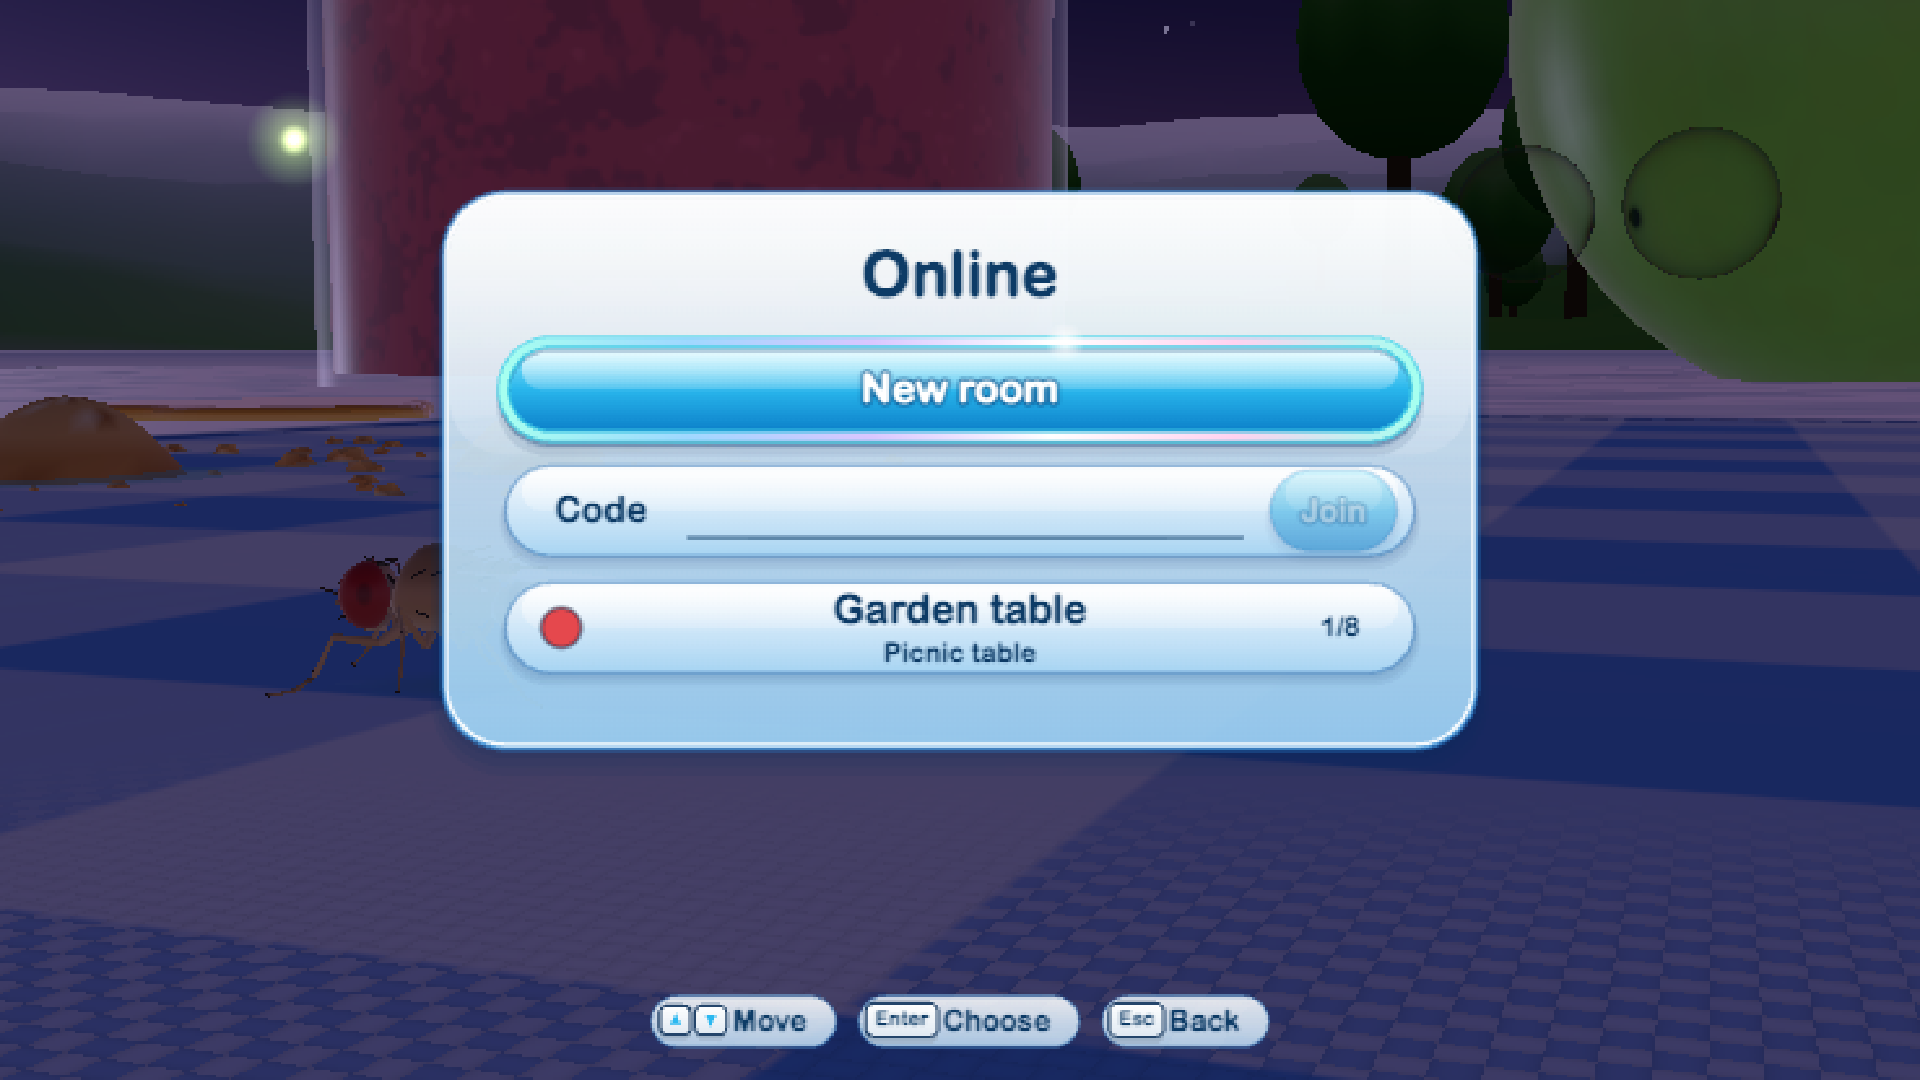 Online
New room
Code
Join
Garden table
Picnic table
1/8
Move
Enter Choose
Esc Back